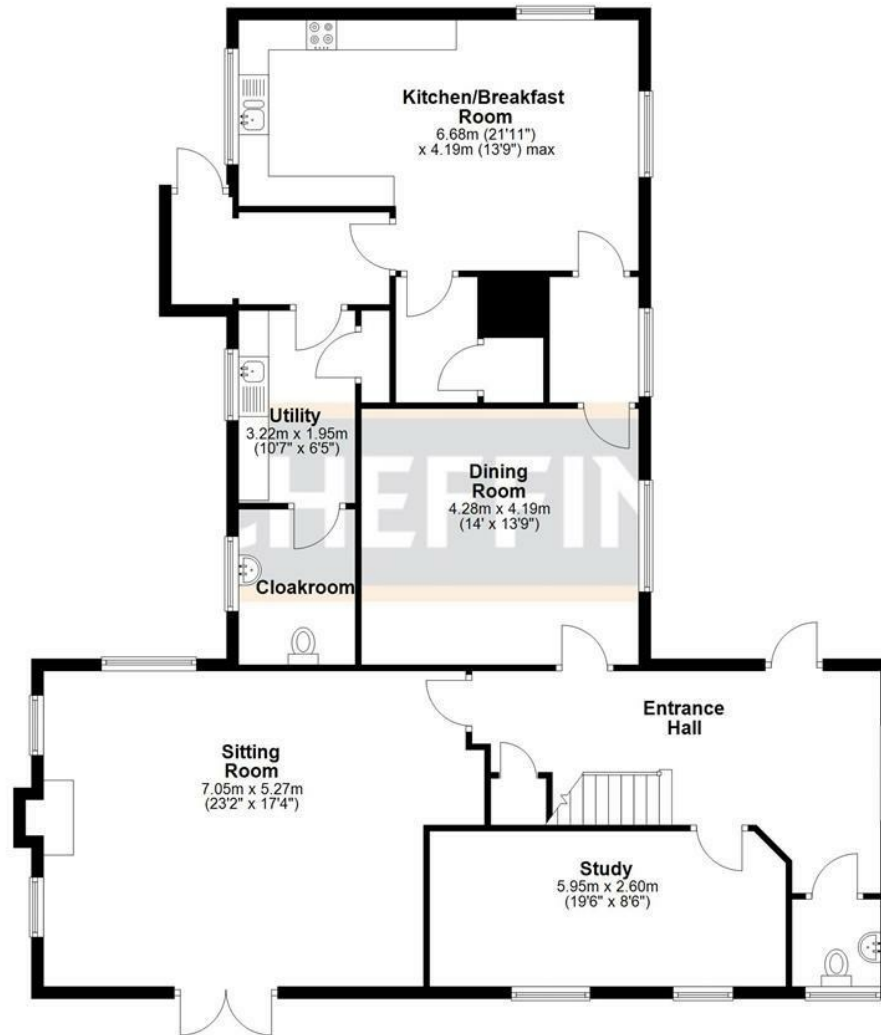 Kitchen/Breakfast
Room
6.68m (21'11")
x 4.19m (13'9") max
Utility
3.22m x 1.95m
(10'7" x 6'5")
Dining
Room
4.28m x 4.19m
(14' x 13'9")
HEFFIN
Cloakroom
Entrance
Hall
Sitting
Room
7.05m x 5.27m
(23'2" x 17'4")
Study
5.95m x 2.60m
(19'6" x 8'6")